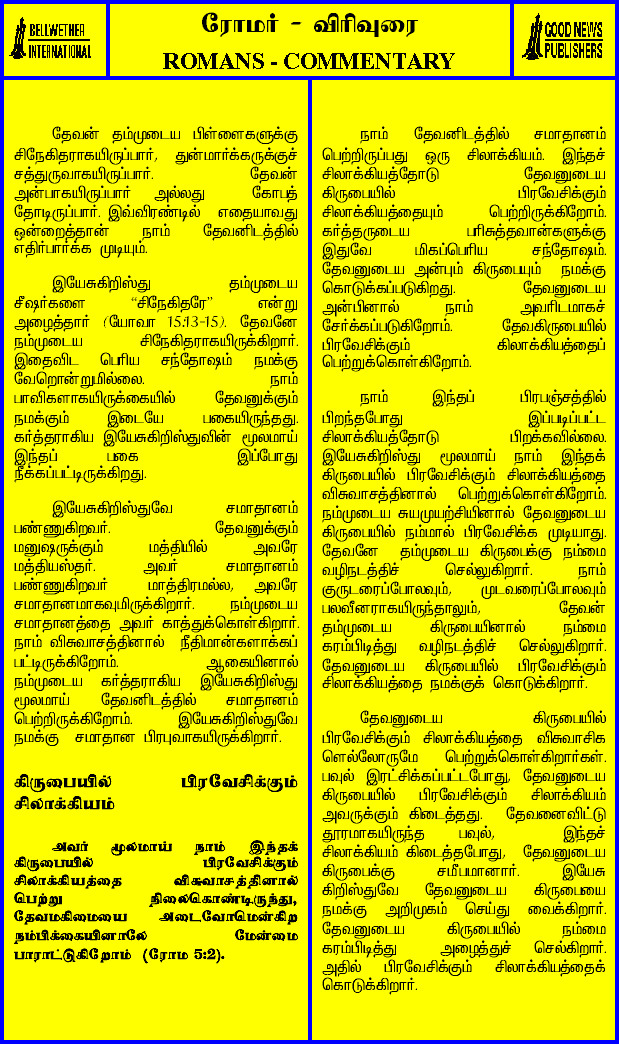 BELLWETHER
INTERNATIONAL
ரோமர் - விரிவுரை
ROMANS - COMMENTARY
GOOD NEWS
PUBLISHERS
தேவன் தம்முடைய பிள்ளைகளுக்கு
சிநேகிதராகயிருப்பார், துன்மார்க்கருக்குச்
சத்துருவாகயிருப்பார். தேவன்
அன்பாகயிருப்பார் அல்லது கோபத்
தோடிருப்பார். இவ்விரண்டில் எதையாவது
ஒன்றைத்தான் நாம் தேவனிடத்தில்
எதிர்பார்க்க முடியும்.
இயேசுகிறிஸ்து தம்முடைய
சீஷர்களை “சிநேகிதரே” என்று
அழைத்தார் (யோவா 15:13-15). தேவனே
நம்முடைய சிநேகிதராகயிருக்கிறார்.
இதைவிட பெரிய சந்தோஷம் நமக்கு
வேறொன்றுமில்லை. நாம்
பாவிகளாகயிருக்கையில் தேவனுக்கும்
நமக்கும் இடையே பகையிருந்தது.
கர்த்தராகிய இயேசுகிறிஸ்துவின் மூலமாய்
இந்தப் பகை இப்போது
நீக்கப்பட்டிருக்கிறது.
இயேசுகிறிஸ்துவே சமாதானம்
பண்ணுகிறவர். தேவனுக்கும்
மனுஷருக்கும் மத்தியில் அவரே
மத்தியஸ்தர். அவர் சமாதானம்
பண்ணுகிறவர் மாத்திரமல்ல, அவரே
சமாதானமாகவுமிருக்கிறார். நம்முடைய
சமாதானத்தை அவர் காத்துக்கொள்கிறார்.
நாம் விசுவாசத்தினால் நீதிமான்களாக்கப்
பட்டிருக்கிறோம். ஆகையினால்
நம்முடைய கர்த்தராகிய இயேசுகிறிஸ்து
மூலமாய் தேவனிடத்தில் சமாதானம்
பெற்றிருக்கிறோம். இயேசுகிறிஸ்துவே
நமக்கு சமாதான பிரபுவாகயிருக்கிறார்.
கிருபையில் பிரவேசிக்கும்
சிலாக்கியம்
அவர் மூலமாய் நாம் இந்தக்
கிருபையில் பிரவேசிக்கும்
சிலாக்கியத்தை விசுவாசத்தினால்
பெற்று நிலைகொண்டிருந்து,
தேவமகிமையை அடைவோமென்கிற
நம்பிக்கையினாலே மேன்மை
பாராட்டுகிறோம் (ரோம 5:2).
நாம் தேவனிடத்தில் சமாதானம்
பெற்றிருப்பது ஒரு சிலாக்கியம். இந்தச்
சிலாக்கியத்தோடு தேவனுடைய
கிருபையில் பிரவேசிக்கும்
சிலாக்கியத்தையும் பெற்றிருக்கிறோம்.
கர்த்தருடைய பரிசுத்தவான்களுக்கு
இதுவே மிகப்பெரிய சந்தோஷம்.
தேவனுடைய அன்பும் கிருபையும் நமக்கு
கொடுக்கப்படுகிறது. தேவனுடைய
அன்பினால் நாம் அவரிடமாகச்
சேர்க்கப்படுகிறோம். தேவகிருபையில்
பிரவேசிக்கும் கிலாக்கியத்தைப்
பெற்றுக்கொள்கிறோம்.
நாம் இந்தப் பிரபஞ்சத்தில்
பிறந்தபோது இப்படிப்பட்ட
சிலாக்கியத்தோடு பிறக்கவில்லை.
இயேசுகிறிஸ்து மூலமாய் நாம் இந்தக்
கிருபையில் பிரவேசிக்கும் சிலாக்கியத்தை
விசுவாசத்தினால் பெற்றுக்கொள்கிறோம்.
நம்முடைய சுயமுயற்சியினால் தேவனுடைய
கிருபையில் நம்மால் பிரவேசிக்க முடியாது.
தேவனே தம்முடைய கிருபைக்கு நம்மை
வழிநடத்திச் செல்லுகிறார். நாம்
குருடரைப்போலவும், முடவரைப்போலவும்
பலவீனராகயிருந்தாலும், தேவன்
தம்முடைய கிருபையினால் நம்மை
கரம்பிடித்து வழிநடத்திச் செல்லுகிறார்.
தேவனுடைய கிருபையில் பிரவேசிக்கும்
சிலாக்கியத்தை நமக்குக் கொடுக்கிறார்.
தேவனுடைய கிருபையில்
பிரவேசிக்கும் சிலாக்கியத்தை விசுவாசிக
ளெல்லோருமே பெற்றுக்கொள்கிறார்கள்.
பவுல் இரட்சிக்கப்பட்டபோது, தேவனுடைய
கிருபையில் பிரவேசிக்கும் சிலாக்கியம்
அவருக்கும் கிடைத்தது. தேவனைவிட்டு
தூரமாகயிருந்த பவுல், இந்தச்
சிலாக்கியம் கிடைத்தபோது, தேவனுடைய
கிருபைக்கு சமீபமானார். இயேசு
கிறிஸ்துவே தேவனுடைய கிருபையை
நமக்கு அறிமுகம் செய்து வைக்கிறார்.
தேவனுடைய கிருபையில் நம்மை
கரம்பிடித்து அழைத்துச் செல்கிறார்.
அதில் பிரவேசிக்கும் சிலாக்கியத்தைக்
கொடுக்கிறார்.